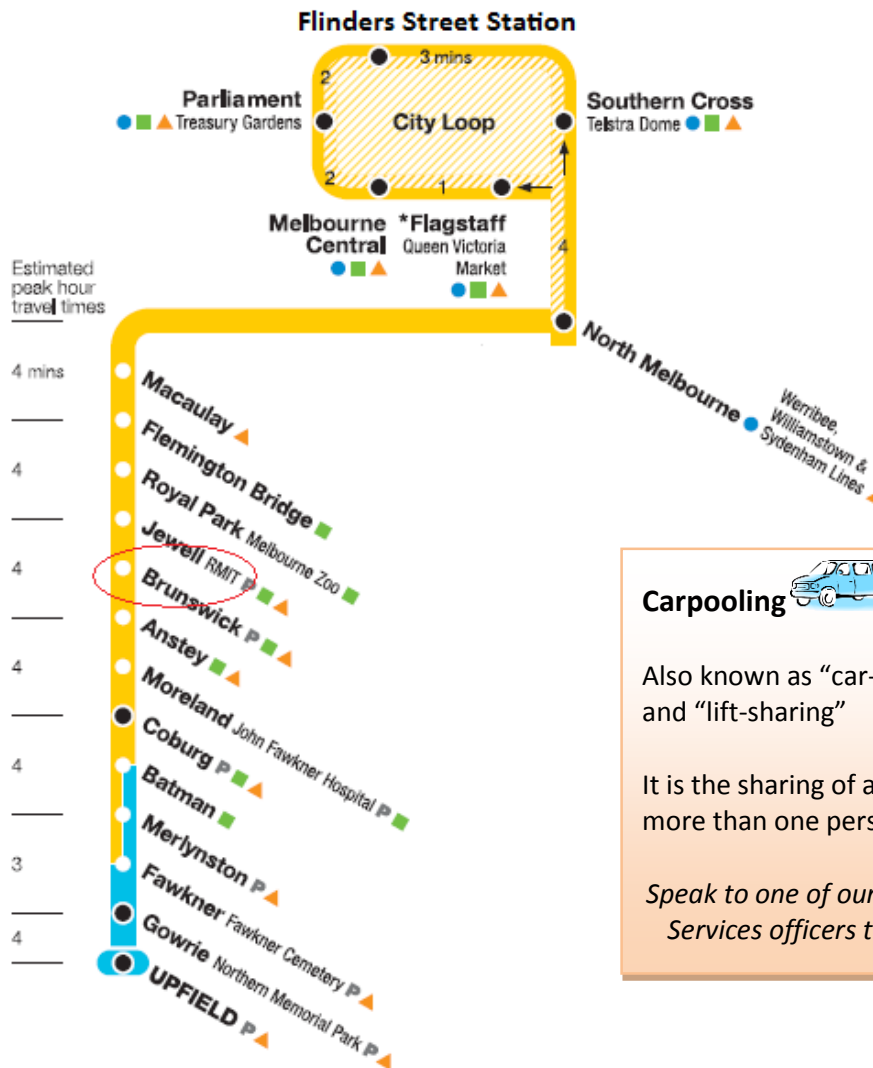 Flinders Street Station
3 mins
2
Parliament
Treasury Gardens
City Loop
Southern Cross
Telstra Dome
2
1
Melbourne
Central
*Flagstaff
Queen Victoria
Market
4
Estimated
peak hour
travel times
North Melbourne
Werribee,
Williamstown &
Sydenham Lines
4 mins
Macaulay
Flemington Bridge
4
Royal Park Melbourne Zoo
Jewell RMIT P
4
Brunswick P
Anstey
4
Moreland John Fawkner Hospital P
Coburg P
4
Batman
Merlynston P
3
Fawkner Fawkner Cemetery P
4
Gowrie Northern Memorial Park P
UPFIELD P
Carpooling
Also known as “car-
and “lift-sharing”
It is the sharing of a
more than one pers
Speak to one of our
Services officers t